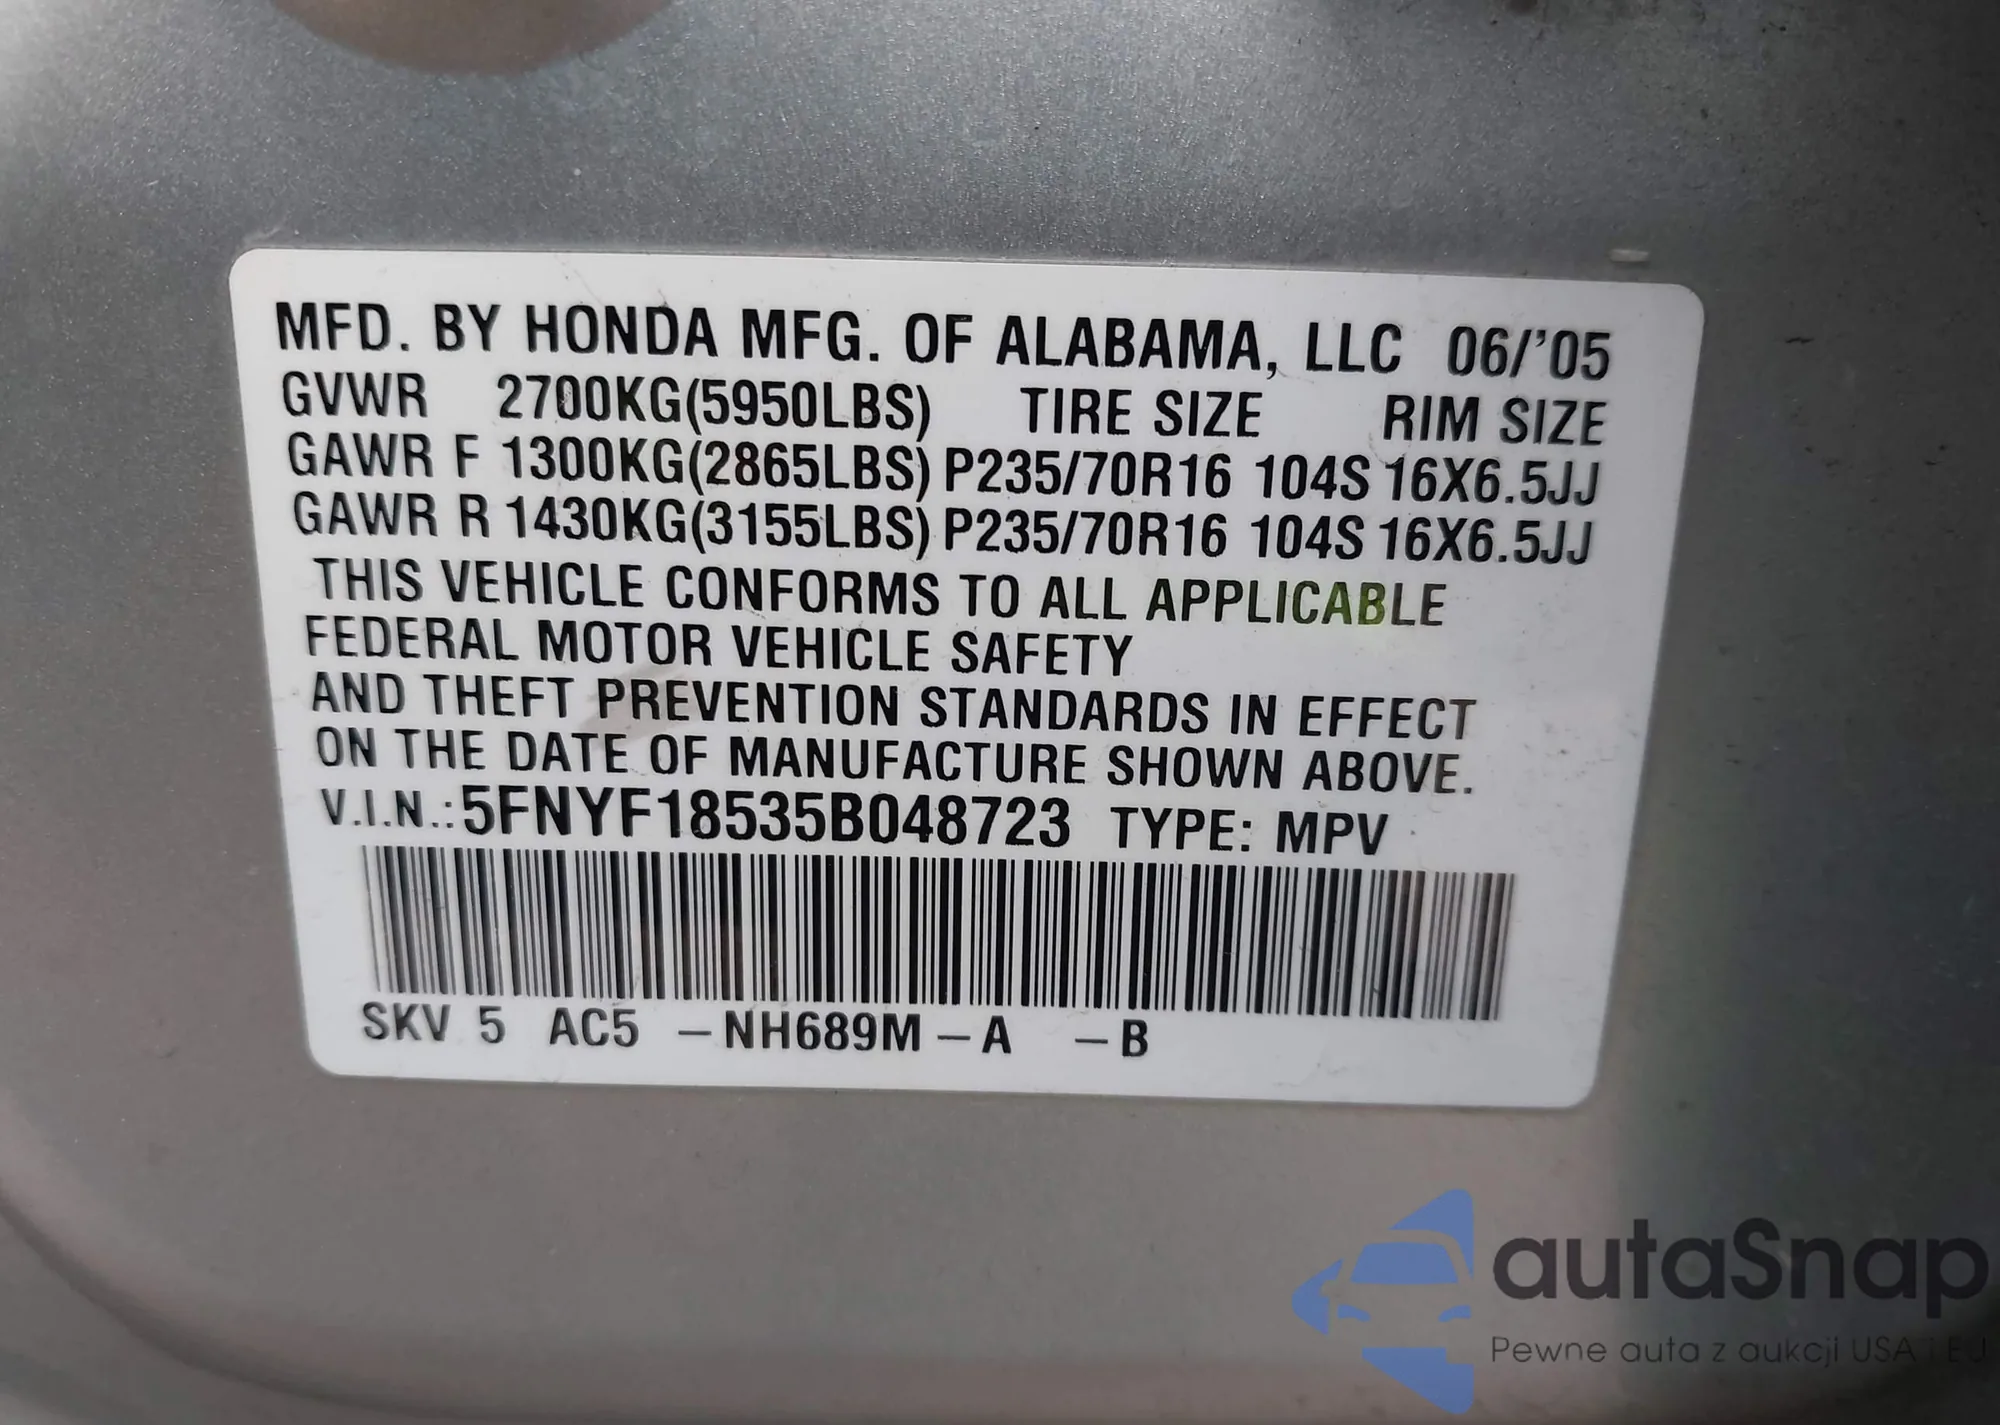 MFD. BY HONDA MFG. OF ALABAMA, LLC 06/'05
GVWR 2700KG(5950LBS) TIRE SIZE RIM SIZE
GAWR F 1300KG(2865LBS) P235/70R16 104S 16X6.5JJ
GAWR R 1430KG(3155LBS) P235/70R16 104S 16X6.5JJ
THIS VEHICLE CONFORMS TO ALL APPLICABLE
FEDERAL MOTOR VEHICLE SAFETY
AND THEFT PREVENTION STANDARDS IN EFFECT
ON THE DATE OF MANUFACTURE SHOWN ABOVE.
V.I.N.: 5FNYF18535B048723 TYPE: MPV
SKV 5 AC5 –NH689M–A –B
autaSnap
Pewne auta z aukcji USA i EU